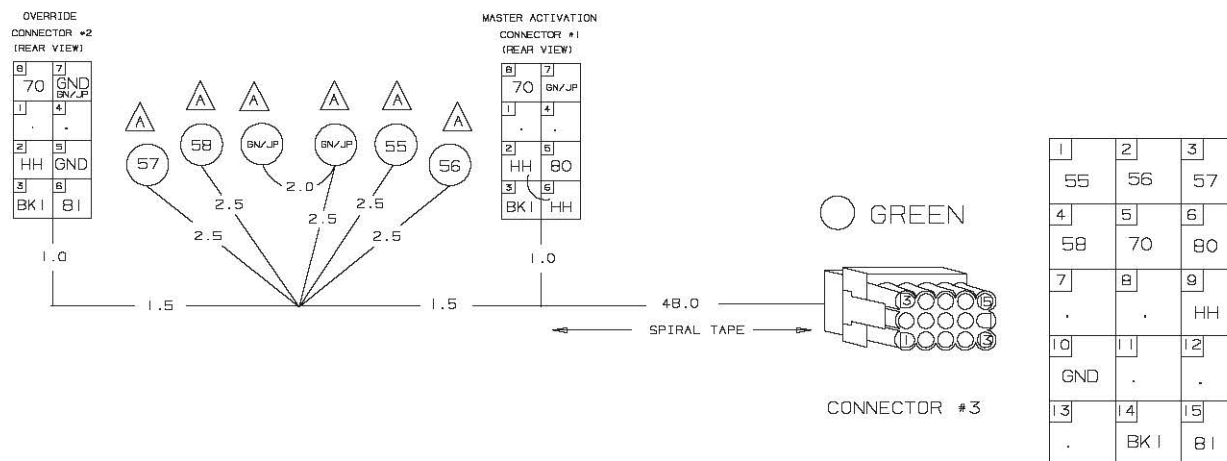 OVERRIDE
CONNECTOR #2
(REAR VIEW)
8 7
70 GND
GN/JP
1 4
. .
2 5
HH GND
3 6
BK1 81
1.0
A A A A A A
57 58 GN/JP GN/JP 55 56
2.0
2.5 2.5 2.5
2.5 2.5
1.5 1.5
MASTER ACTIVATION
CONNECTOR #1
(REAR VIEW)
8 7
70 GN/JP
1 4
. .
2 5
HH 80
3 6
BK1 HH
1.0
48.0
SPIRAL TAPE
GREEN
3 15
1 13
CONNECTOR #3
1 2 3
55 56 57
4 5 6
58 70 80
7 8 9
. . HH
10 11 12
GND . .
13 14 15
. BK1 81